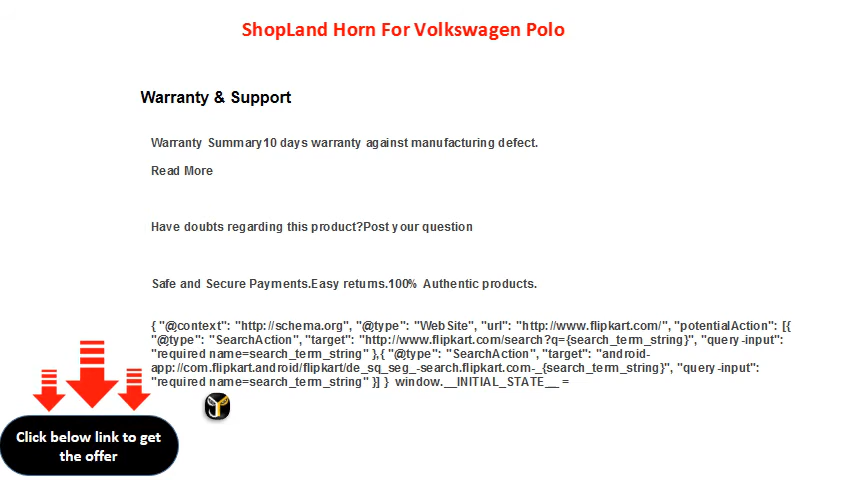 ShopLand Horn For Volkswagen Polo
Warranty & Support
Warranty Summary10 days warranty against manufacturing defect.
Read More
Have doubts regarding this product?Post your question
Safe and Secure Payments.Easy returns.100% Authentic products.
{ "@context": "http://schema.org", "@type": "WebSite", "url": "http://www.flipkart.com/", "potentialAction": [{
"@type": "SearchAction", "target": "http://www.flipkart.com/search?q={search_term_string}", "query-input":
"required name=search_term_string" },{ "@type": "SearchAction", "target": "android-
app://com.flipkart.android/flipkart/de_sq_seg_-search.flipkart.com-_{search_term_string}", "query-input":
"required name=search_term_string" }] } window.__INITIAL_STATE__ =
Click below link to get
the offer